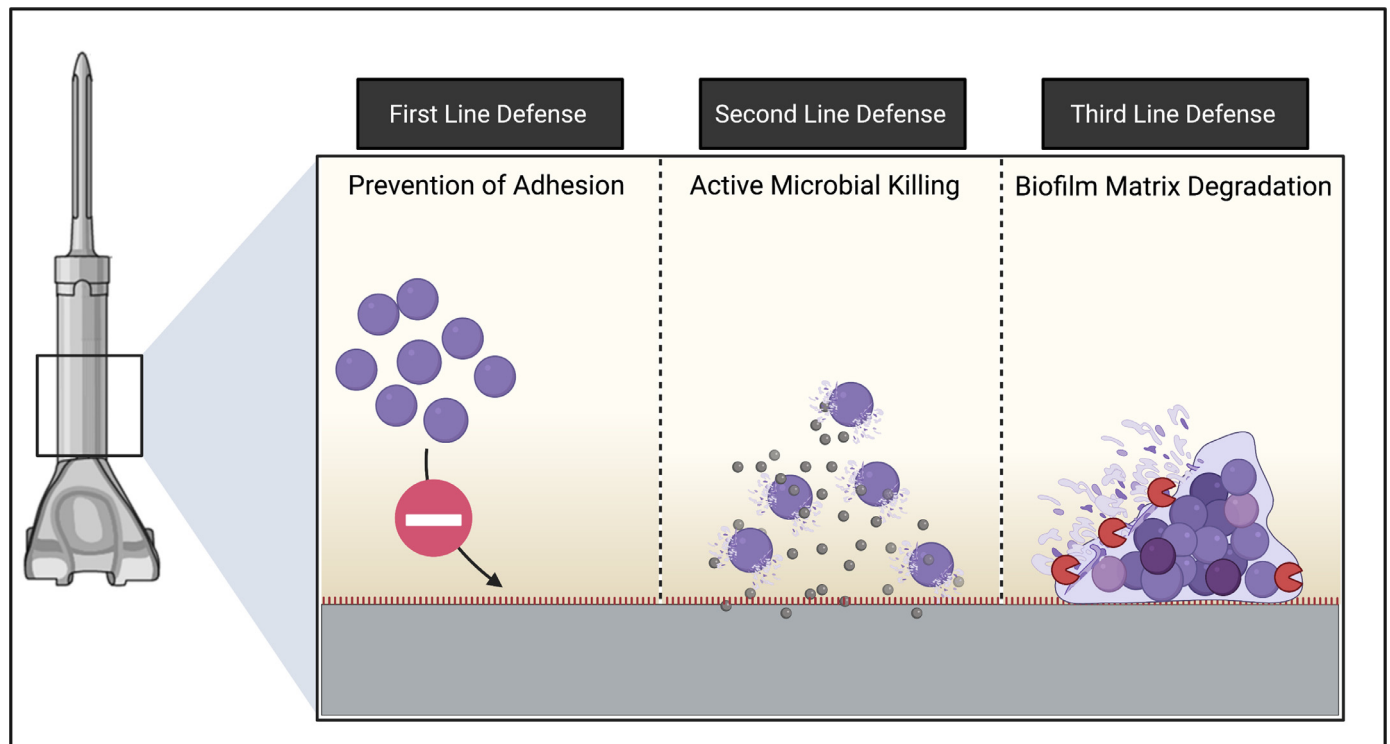 First Line Defense
Second Line Defense
Third Line Defense
Prevention of Adhesion
Active Microbial Killing
Biofilm Matrix Degradation